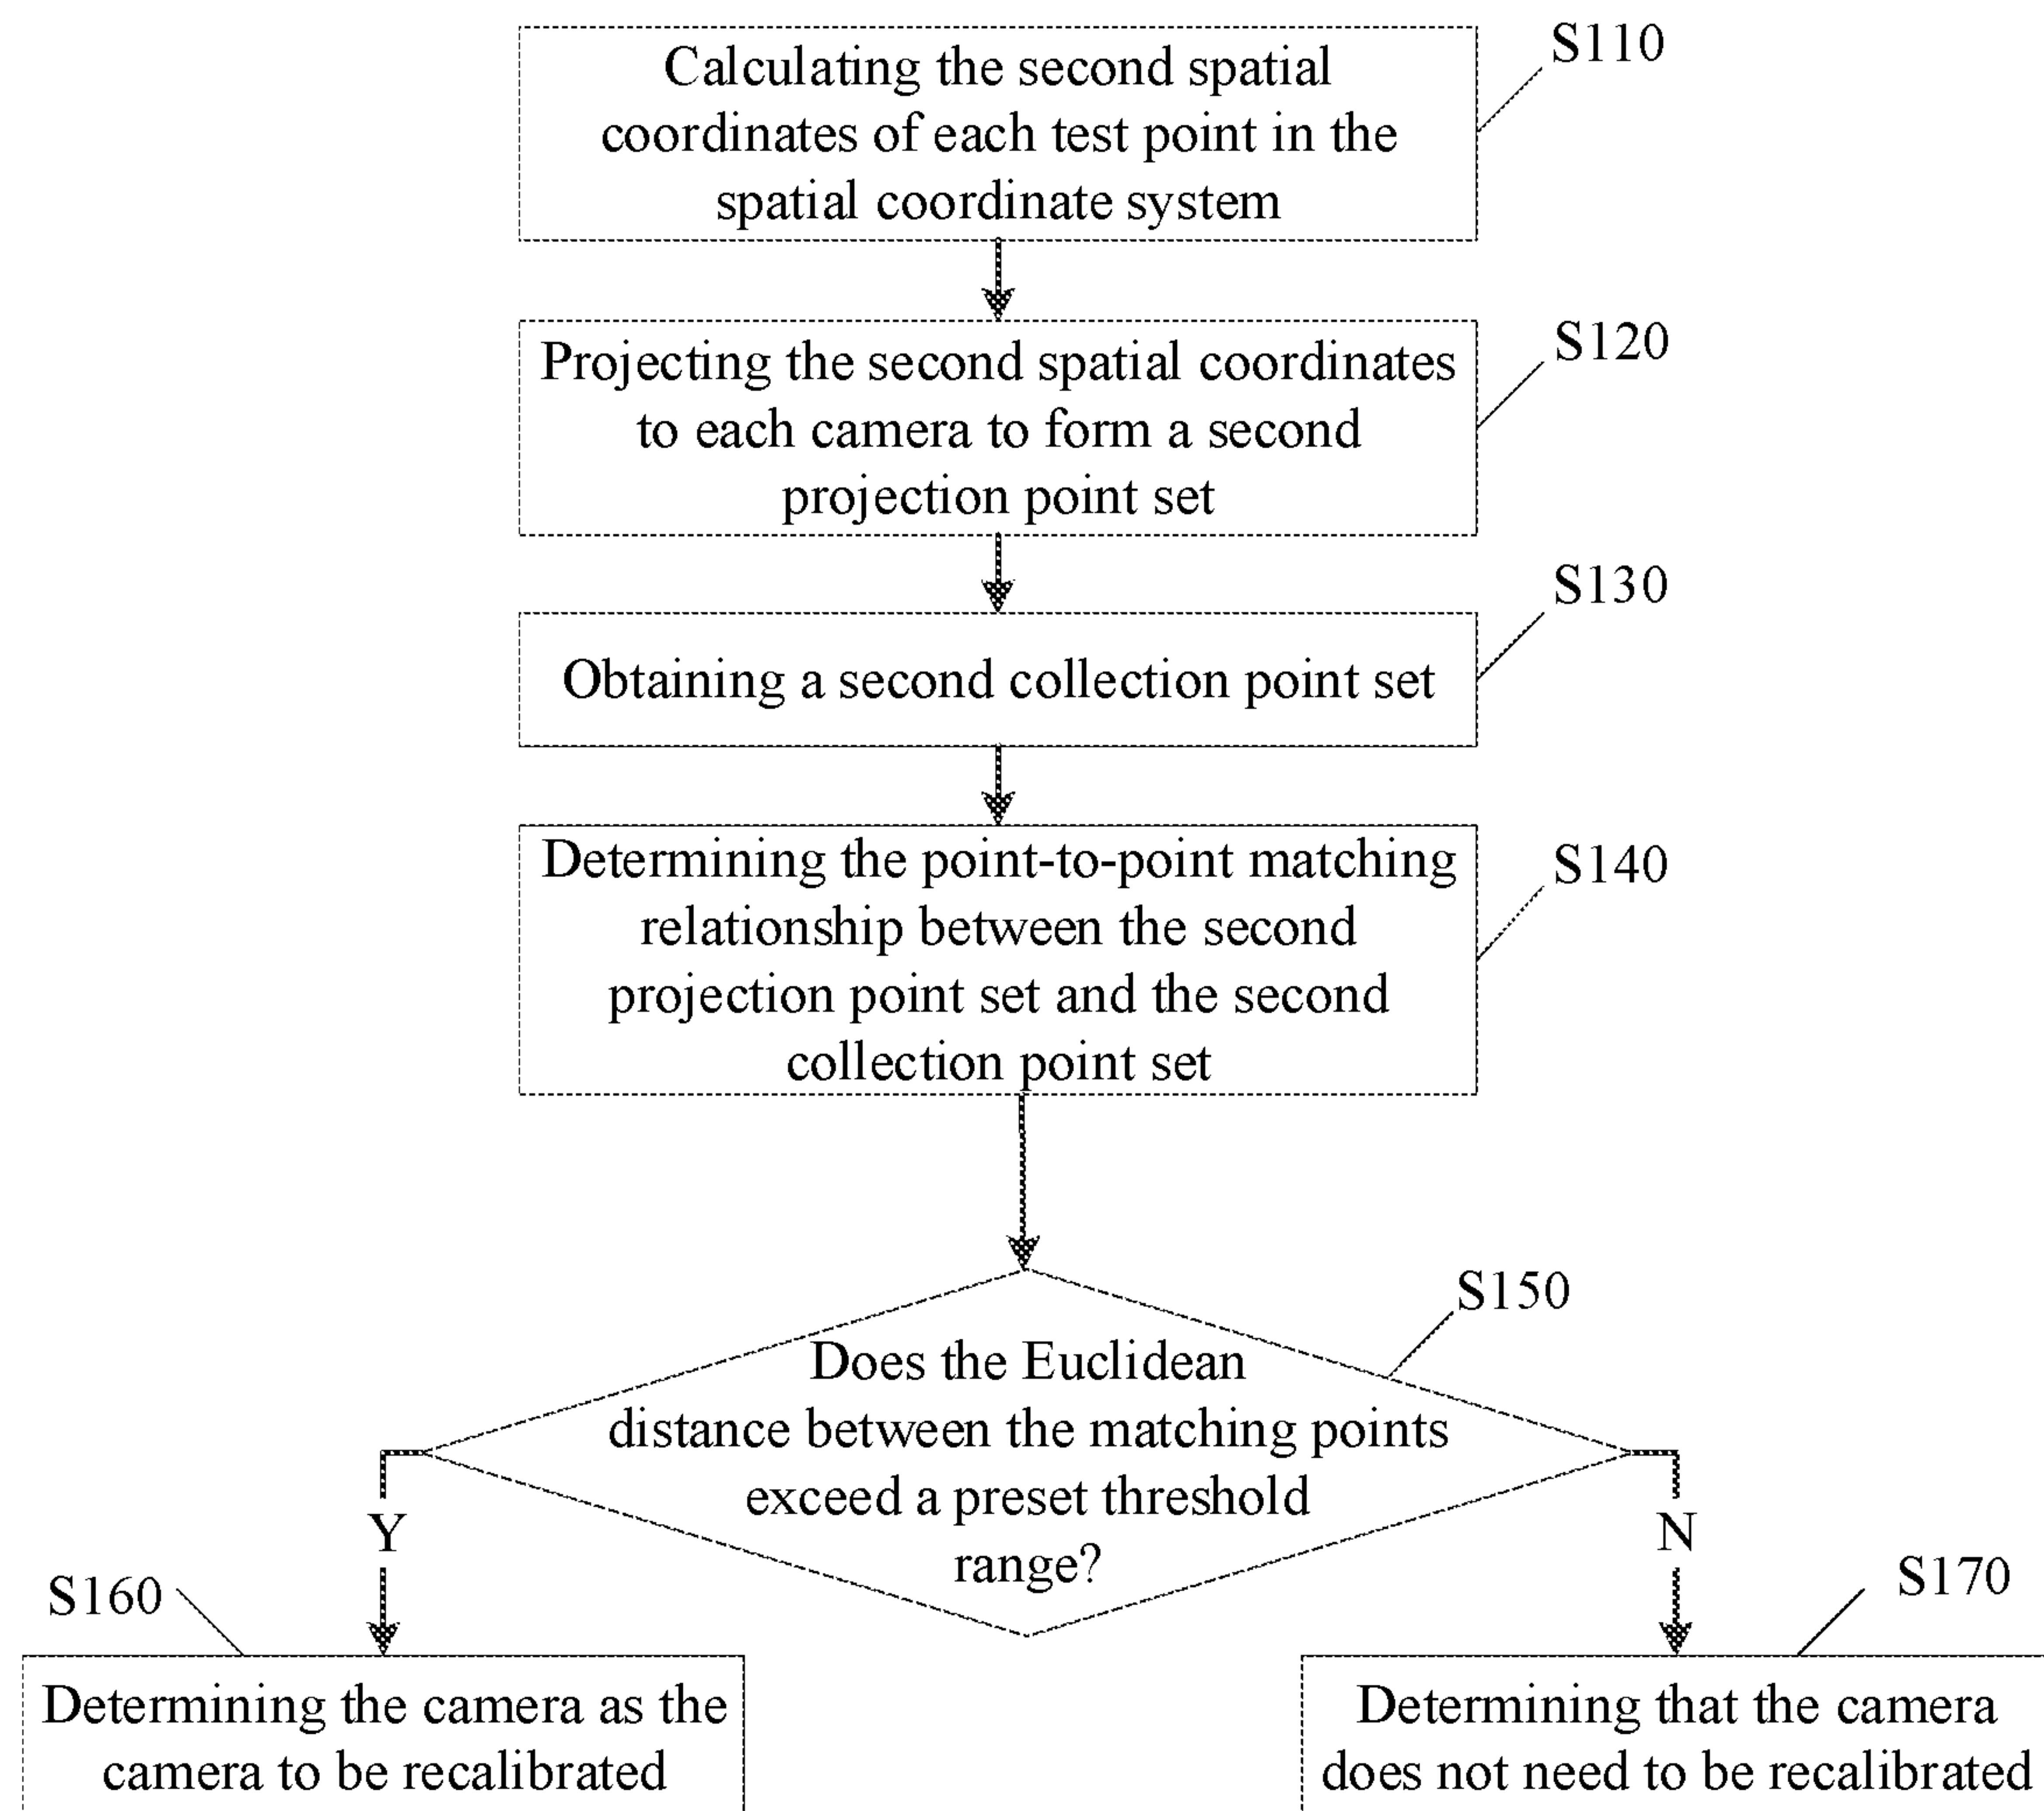 S110
Calculating the second spatial
coordinates of each test point in the
spatial coordinate system
S120
Projecting the second spatial coordinates
to each camera to form a second
projection point set
S130
Obtaining a second collection point set
S140
Determining the point-to-point matching
relationship between the second
projection point set and the second
collection point set
S150
Does the Euclidean
distance between the matching points
exceed a preset threshold
range?
Y
N
S160
Determining the camera as the
camera to be recalibrated
S170
Determining that the camera
does not need to be recalibrated